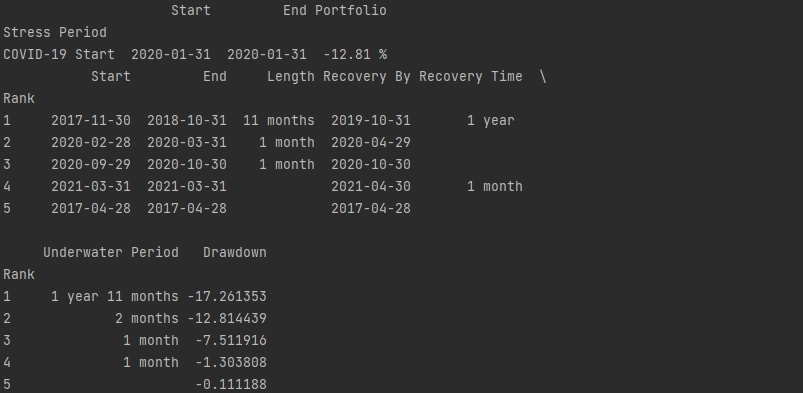 Start End Portfolio
Stress Period
COVID-19 Start 2020-01-31 2020-01-31 -12.81 %
Start End Length Recovery By Recovery Time \
Rank
1 2017-11-30 2018-10-31 11 months 2019-10-31 1 year
2 2020-02-28 2020-03-31 1 month 2020-04-29
3 2020-09-29 2020-10-30 1 month 2020-10-30
4 2021-03-31 2021-03-31 2021-04-30 1 month
5 2017-04-28 2017-04-28 2017-04-28
Underwater Period Drawdown
Rank
1 1 year 11 months -17.261353
2 2 months -12.814439
3 1 month -7.511916
4 1 month -1.303808
5 -0.111188